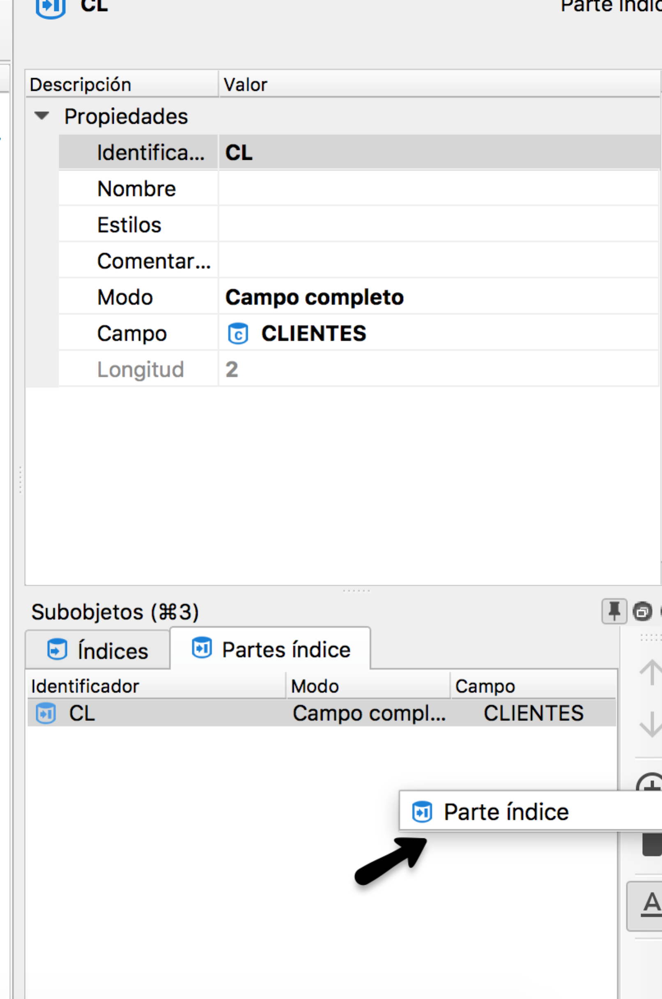 CL
Parte índic
Descripción Valor
Propiedades
Identifica... CL
Nombre
Estilos
Comentar...
Modo Campo completo
Campo c CLIENTES
Longitud 2
Subobjetos (⌘3)
Índices Partes índice
Identificador Modo Campo
CL Campo compl... CLIENTES
Parte índice
A